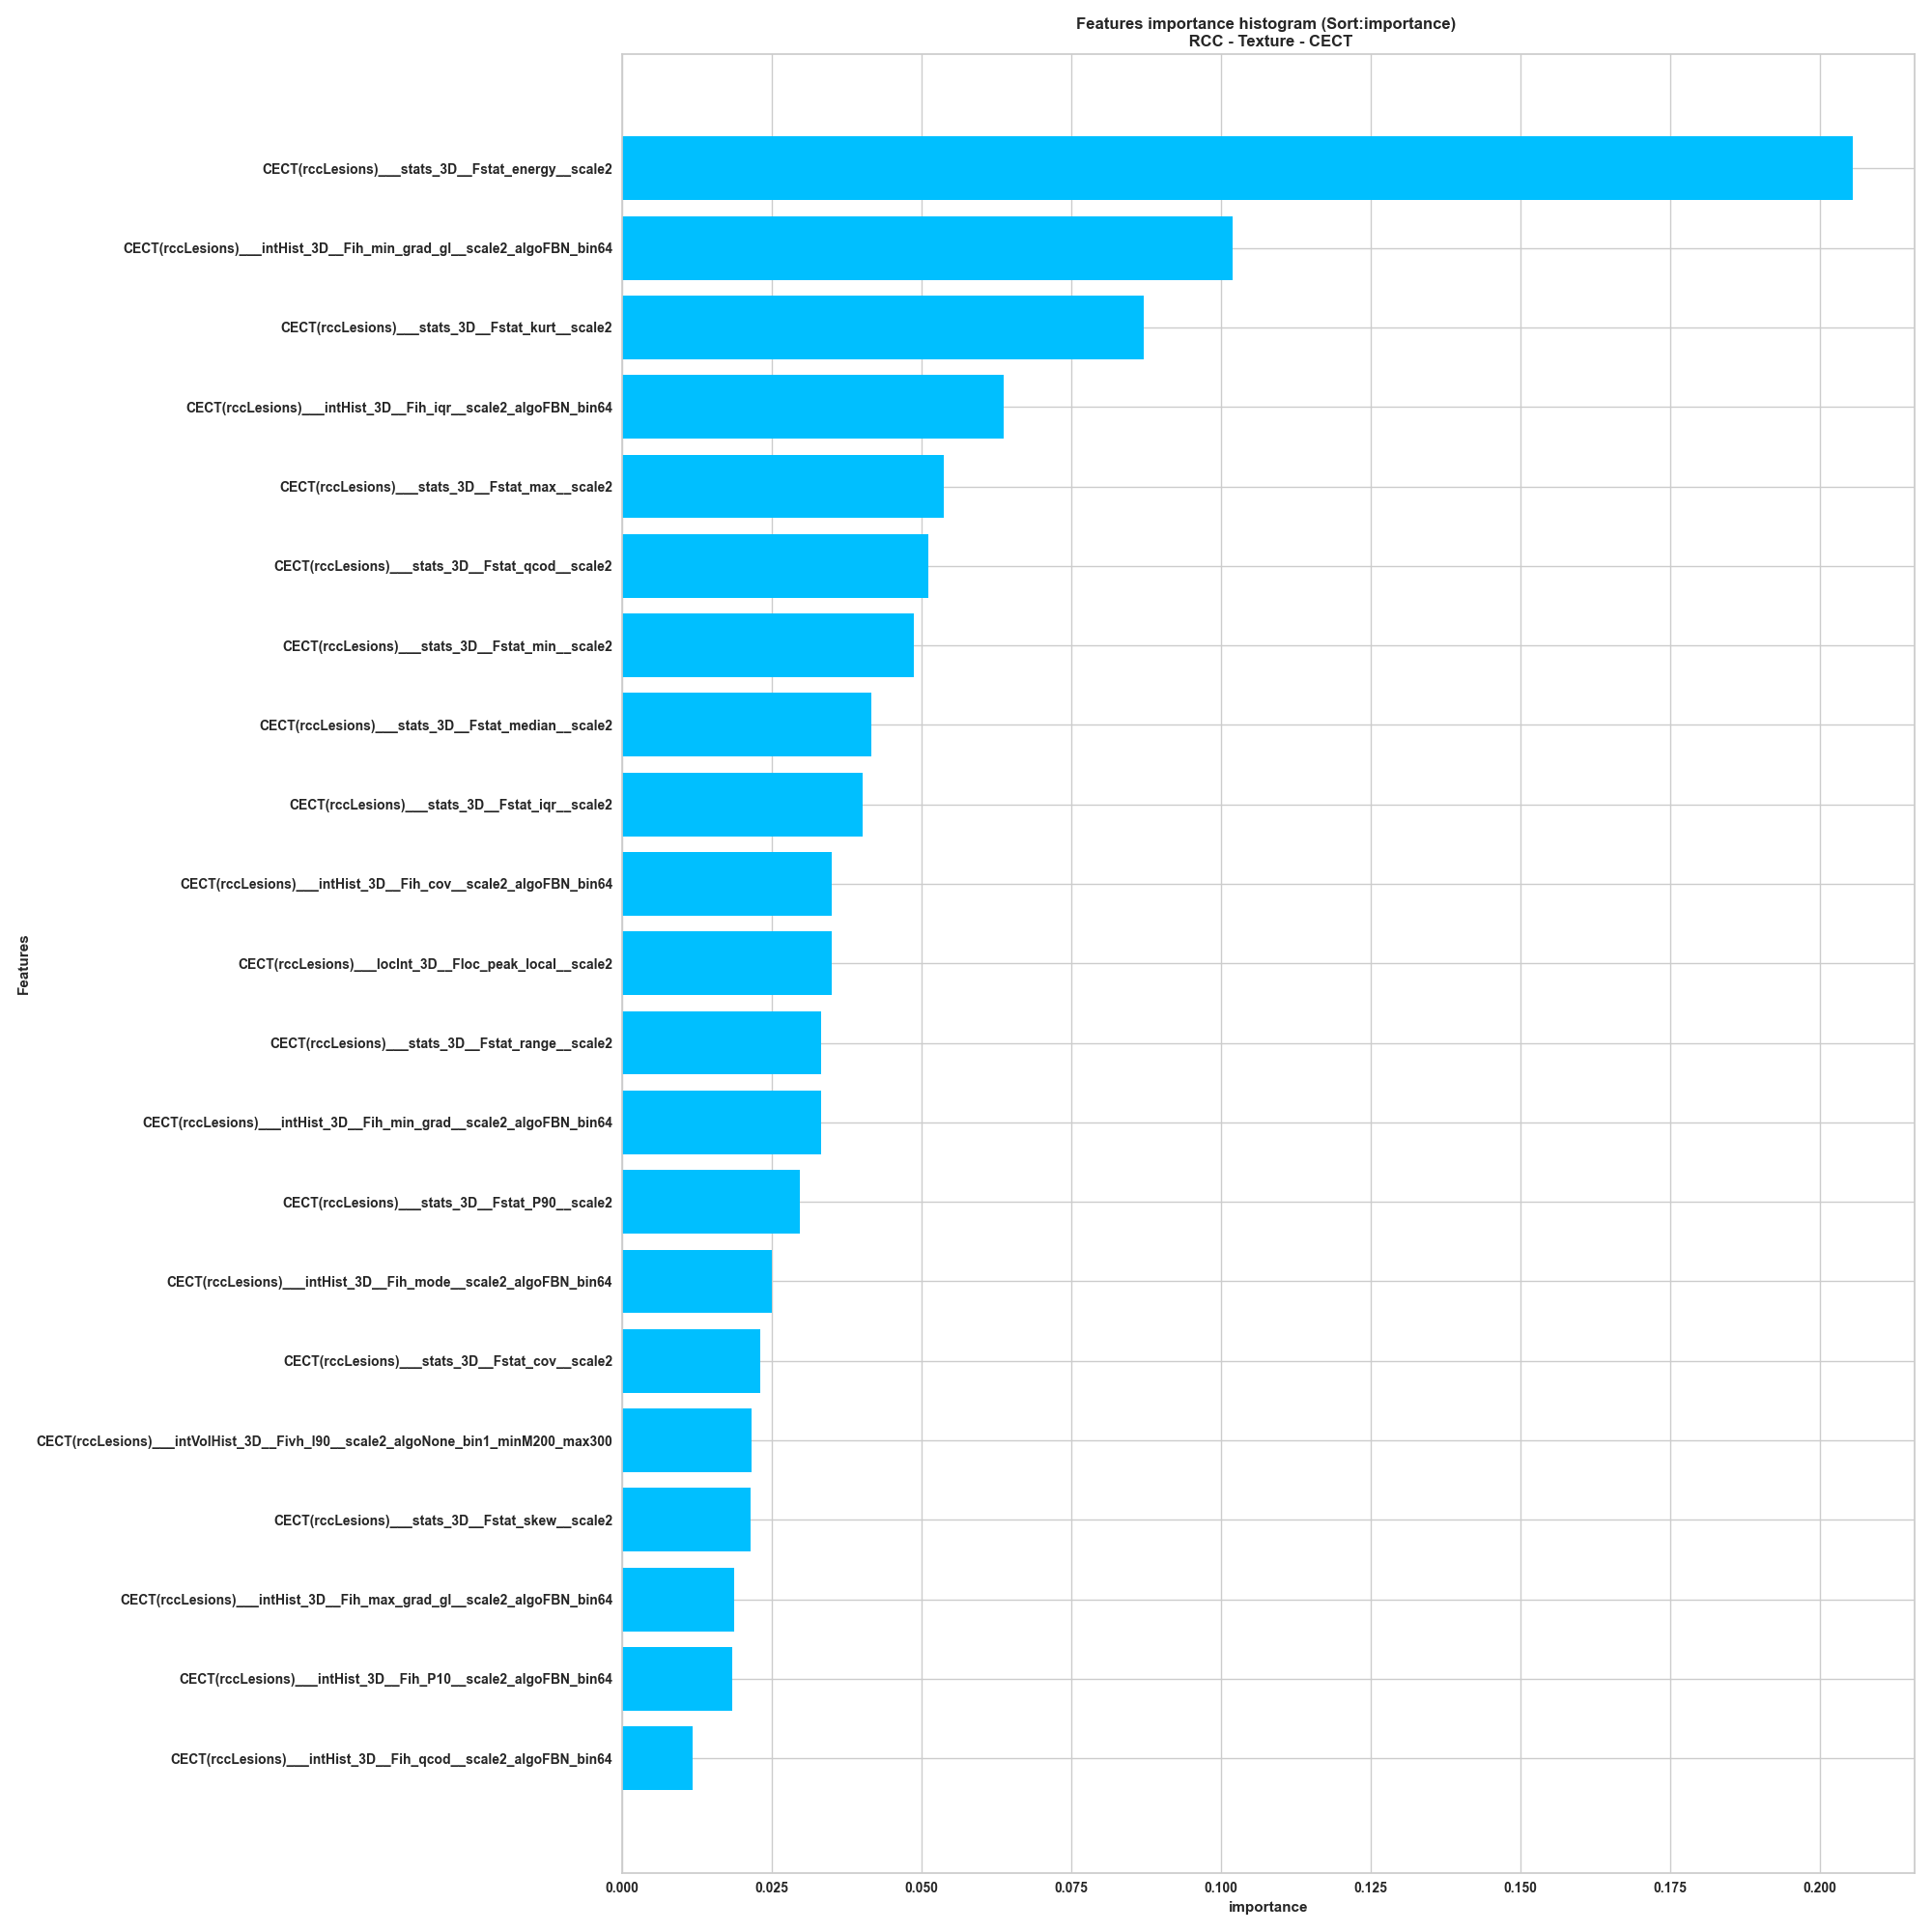 Features importance histogram (Sort:importance)
RCC - Texture - CECT
CECT(rccLesions)___stats_3D__Fstat_energy__scale2
CECT(rccLesions)___intHist_3D__Fih_min_grad_gl__scale2_algoFBN_bin64
CECT(rccLesions)___stats_3D__Fstat_kurt__scale2
CECT(rccLesions)___intHist_3D__Fih_iqr__scale2_algoFBN_bin64
CECT(rccLesions)___stats_3D__Fstat_max__scale2
CECT(rccLesions)___stats_3D__Fstat_qcod__scale2
CECT(rccLesions)___stats_3D__Fstat_min__scale2
CECT(rccLesions)___stats_3D__Fstat_median__scale2
CECT(rccLesions)___stats_3D__Fstat_iqr__scale2
CECT(rccLesions)___intHist_3D__Fih_cov__scale2_algoFBN_bin64
CECT(rccLesions)___locInt_3D__Floc_peak_local__scale2
CECT(rccLesions)___stats_3D__Fstat_range__scale2
CECT(rccLesions)___intHist_3D__Fih_min_grad__scale2_algoFBN_bin64
CECT(rccLesions)___stats_3D__Fstat_P90__scale2
CECT(rccLesions)___intHist_3D__Fih_mode__scale2_algoFBN_bin64
CECT(rccLesions)___stats_3D__Fstat_cov__scale2
CECT(rccLesions)___intVolHist_3D__Fivh_I90__scale2_algoNone_bin1_minM200_max300
CECT(rccLesions)___stats_3D__Fstat_skew__scale2
CECT(rccLesions)___intHist_3D__Fih_max_grad_gl__scale2_algoFBN_bin64
CECT(rccLesions)___intHist_3D__Fih_P10__scale2_algoFBN_bin64
CECT(rccLesions)___intHist_3D__Fih_qcod__scale2_algoFBN_bin64
Features
0.000 0.025 0.050 0.075 0.100 0.125 0.150 0.175 0.200
importance